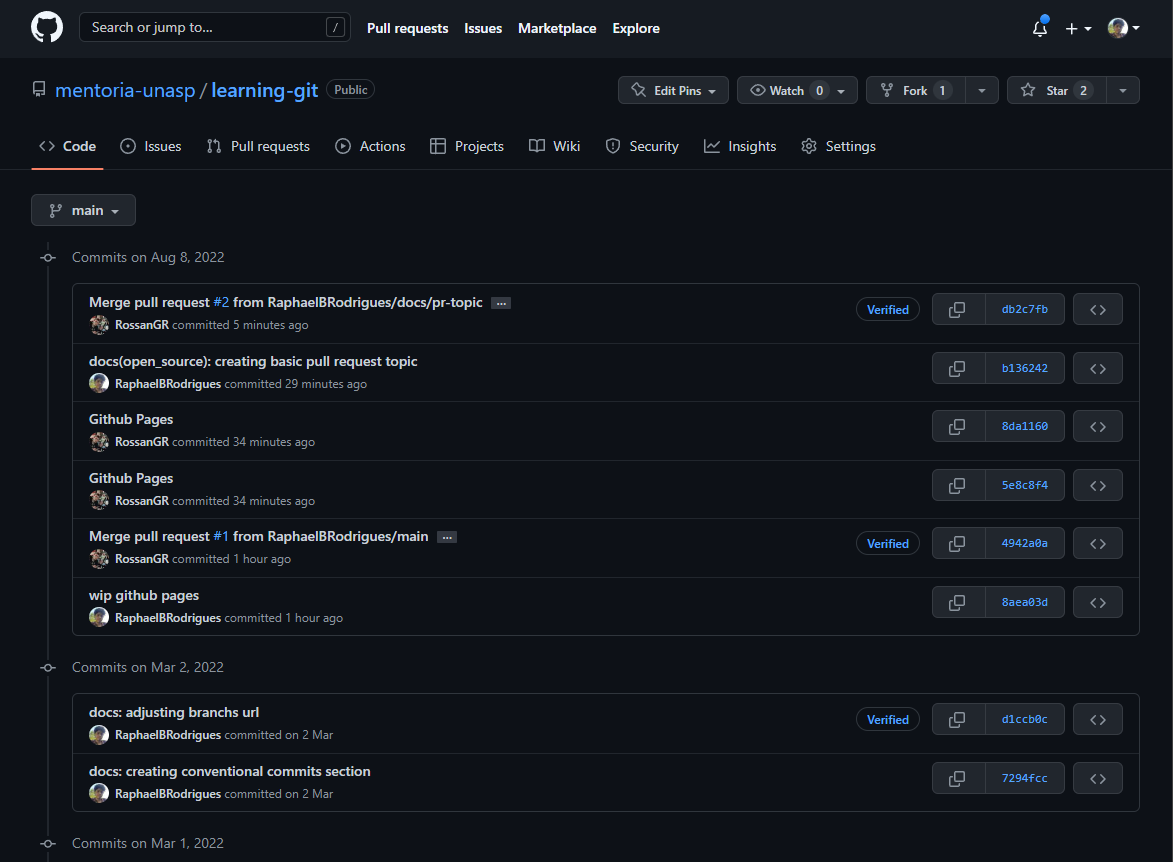 Search or jump to... /
Pull requests Issues Marketplace Explore
mentoria-unasp / learning-git Public
Edit Pins Watch 0 Fork 1 Star 2
Code Issues Pull requests Actions Projects Wiki Security Insights Settings
main
Commits on Aug 8, 2022
Merge pull request #2 from RaphaelBRodrigues/docs/pr-topic ...
Verified db2c7fb
RossanGR committed 5 minutes ago
docs(open_source): creating basic pull request topic
b136242
RaphaelBRodrigues committed 29 minutes ago
Github Pages
8da1160
RossanGR committed 34 minutes ago
Github Pages
5e8c8f4
RossanGR committed 34 minutes ago
Merge pull request #1 from RaphaelBRodrigues/main ...
Verified 4942a0a
RossanGR committed 1 hour ago
wip github pages
8aea03d
RaphaelBRodrigues committed 1 hour ago
Commits on Mar 2, 2022
docs: adjusting branchs url
Verified d1ccb0c
RaphaelBRodrigues committed on 2 Mar
docs: creating conventional commits section
7294fcc
RaphaelBRodrigues committed on 2 Mar
Commits on Mar 1, 2022